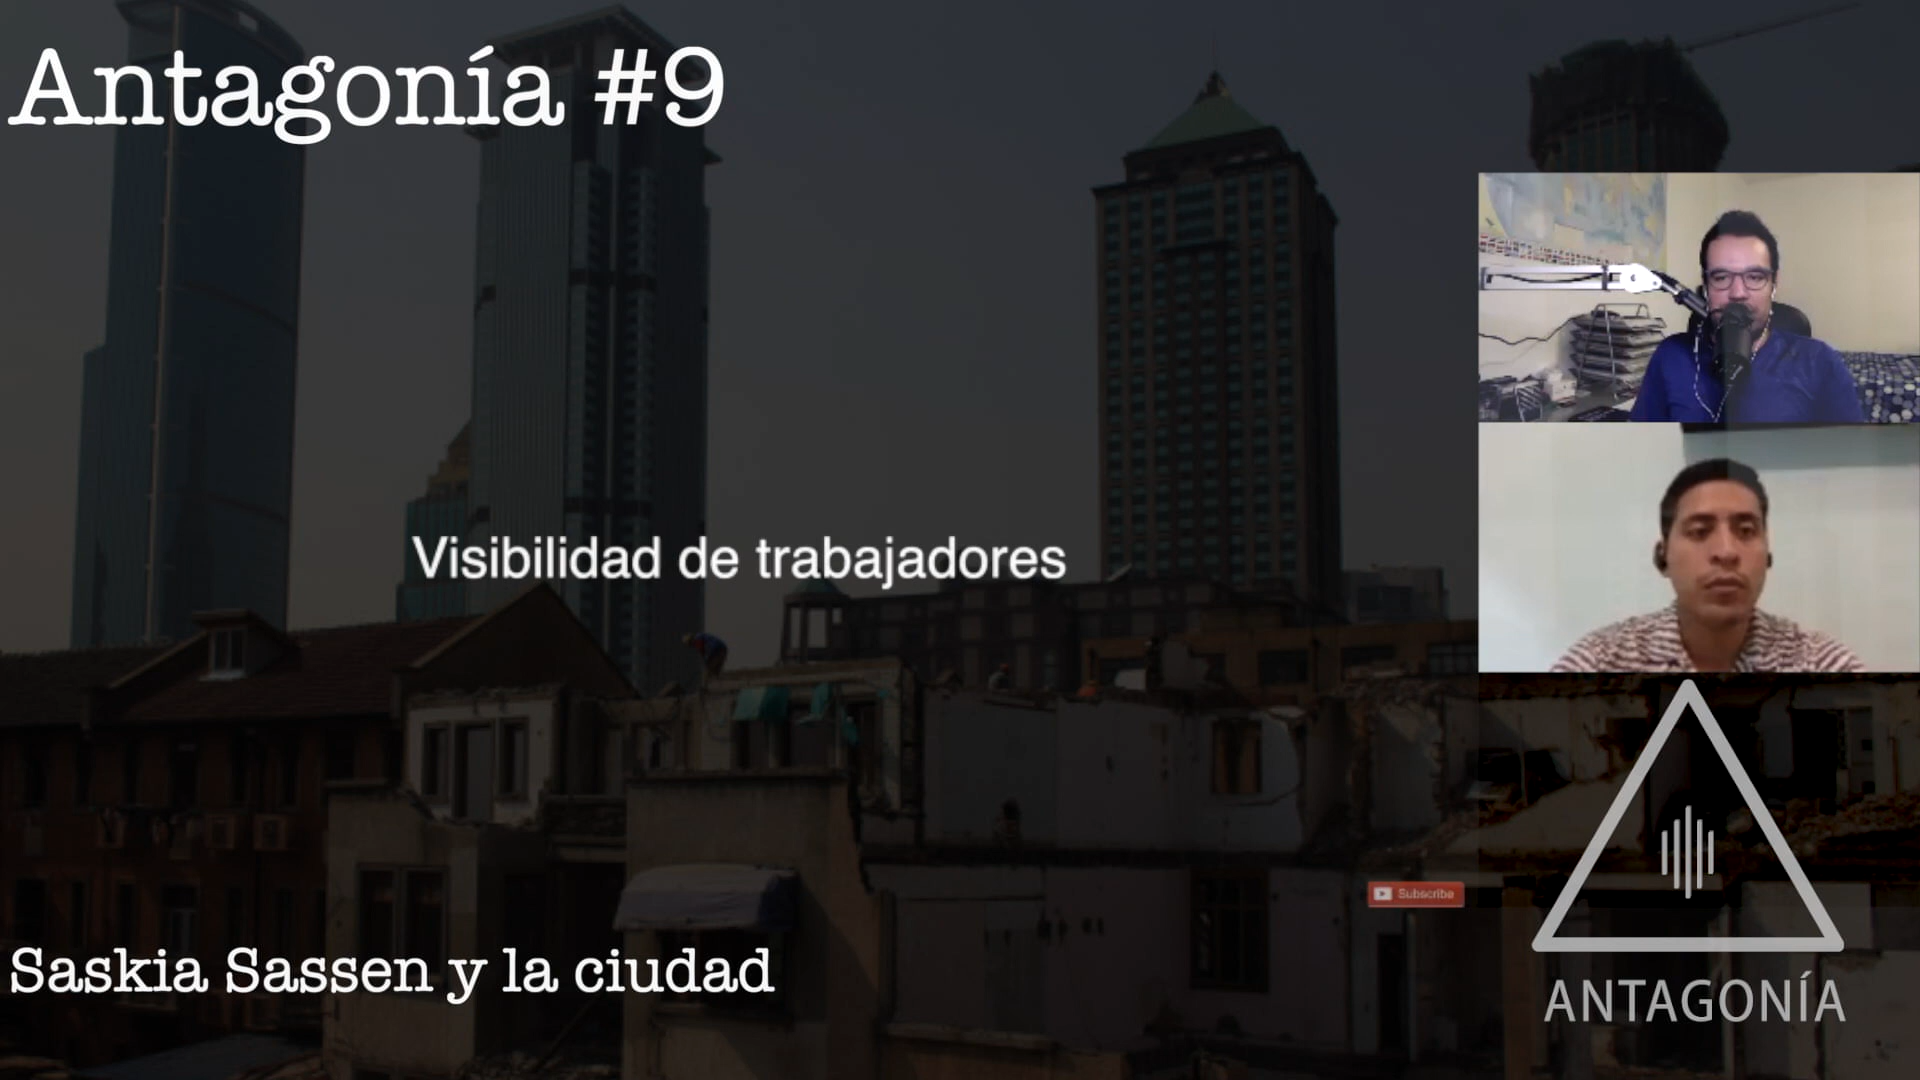 Antagonía #9
Visibilidad de trabajadores
Subscribe
Saskia Sassen y la ciudad
ANTAGONÍA